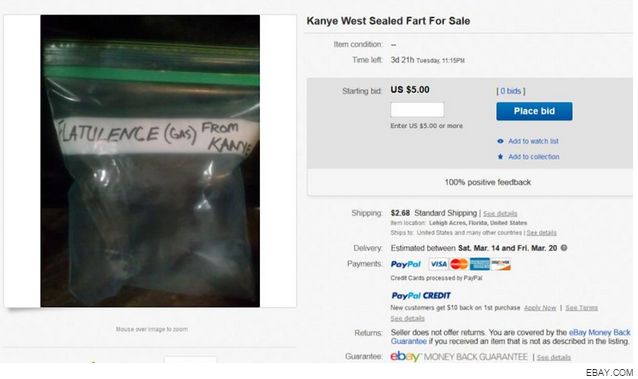 Kanye West Sealed Fart For Sale
FLATULENCE (GAS) FROM
KANYE
Mouse over image to zoom
Item condition: --
Time left: 3d 21h Tuesday, 11:15PM
Starting bid: US $5.00 [ 0 bids ]
Place bid
Enter US $5.00 or more
Add to watch list
Add to collection
100% positive feedback
Shipping: $2.68 Standard Shipping | See details
Item location: Lehigh Acres, Florida, United States
Ships to: United States and many other countries | See details
Delivery: Estimated between Sat. Mar. 14 and Fri. Mar. 20
Payments: PayPal VISA MasterCard DISCOVER
Credit Cards processed by PayPal
PayPal CREDIT
New customers get $10 back on 1st purchase Apply Now | See Terms
See details
Returns: Seller does not offer returns. You are covered by the eBay Money Back
Guarantee if you received an item that is not as described in the listing.
Guarantee: ebay MONEY BACK GUARANTEE | See details
EBAY.COM